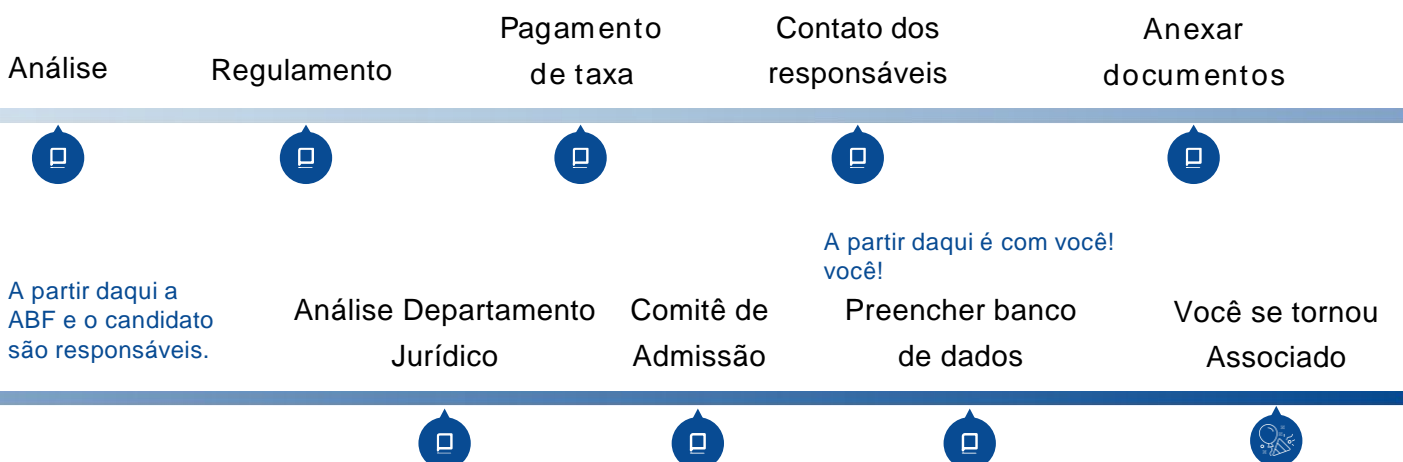 Análise
Regulamento
Pagamento
de taxa
Contato dos
responsáveis
Anexar
documentos
A partir daqui a
ABF e o candidato
são responsáveis.
Análise Departamento
Jurídico
Comitê de
Admissão
A partir daqui é com você!
você!
Preencher banco
de dados
Você se tornou
Associado